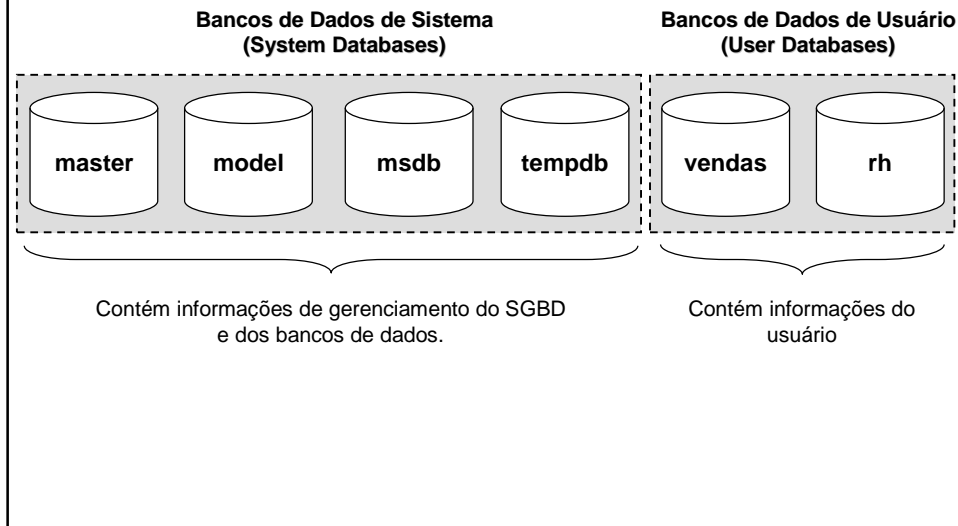 Bancos de Dados de Sistema
(System Databases)
Bancos de Dados de Usuário
(User Databases)
master
model
msdb
tempdb
vendas
rh
Contém informações de gerenciamento do SGBD
e dos bancos de dados.
Contém informações do
usuário